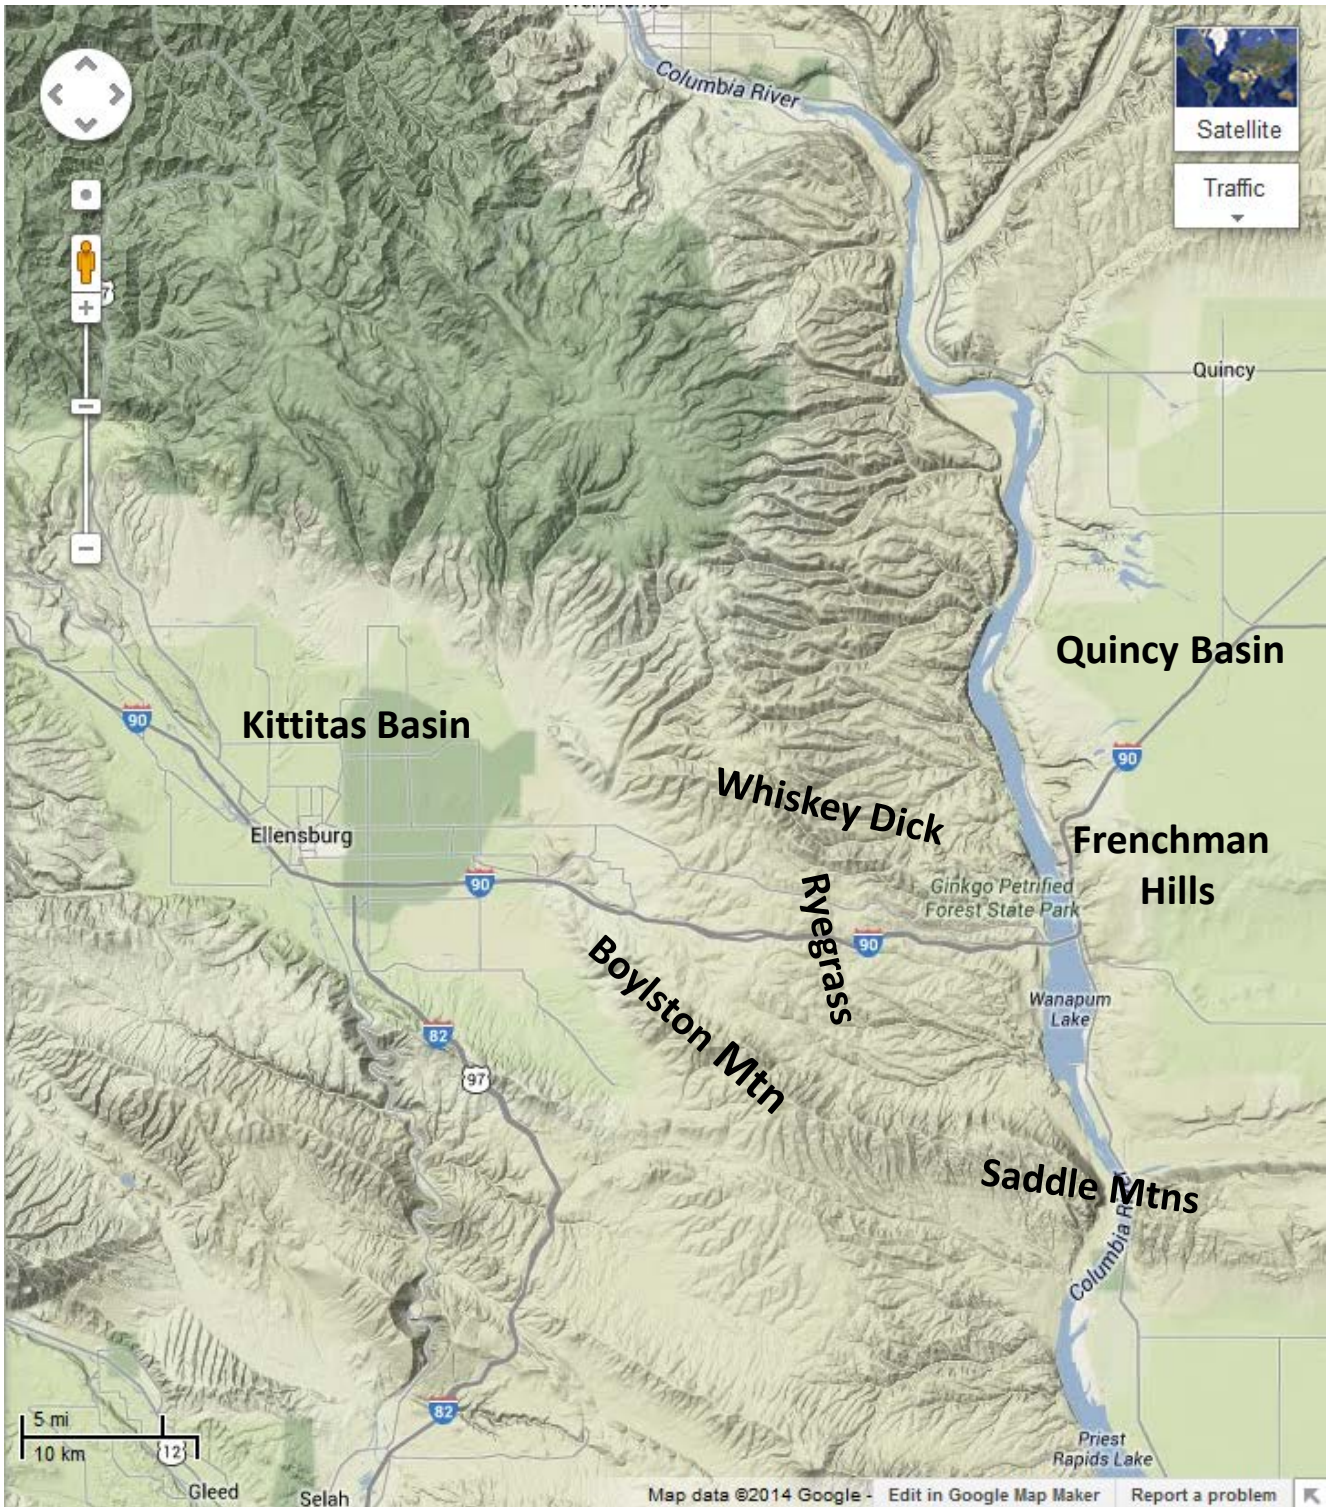 Columbia River
Satellite
Traffic
Quincy
Quincy Basin
90
Kittitas Basin
90
Whiskey Dick
Ellensburg
Frenchman
Hills
90
Ginkgo Petrified
Forest State Park
Ryegrass
90
Boylston Mtn
Wanapum
Lake
82
97
Saddle Mtns
Columbia
82
5 mi
10 km
12
Priest
Rapids Lake
Gleed
Selah
Map data ©2014 Google -
Edit in Google Map Maker
Report a problem